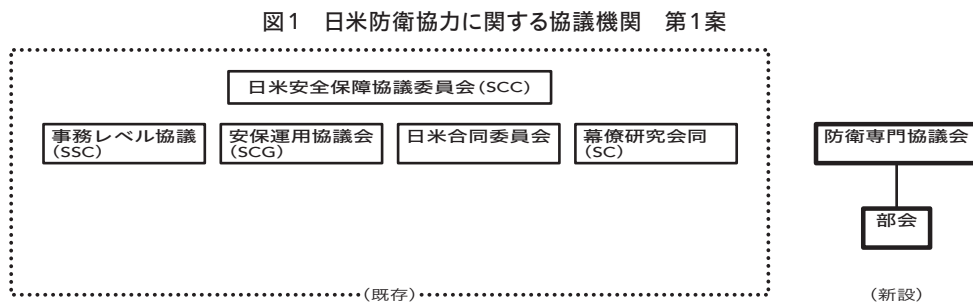 図1 日米防衛協力に関する協議機関 第1案
日米安全保障協議委員会(SCC)
事務レベル協議
(SSC)
安保運用協議会
(SCG)
日米合同委員会
幕僚研究会同
(SC)
防衛専門協議会
部会
(既存)
(新設)